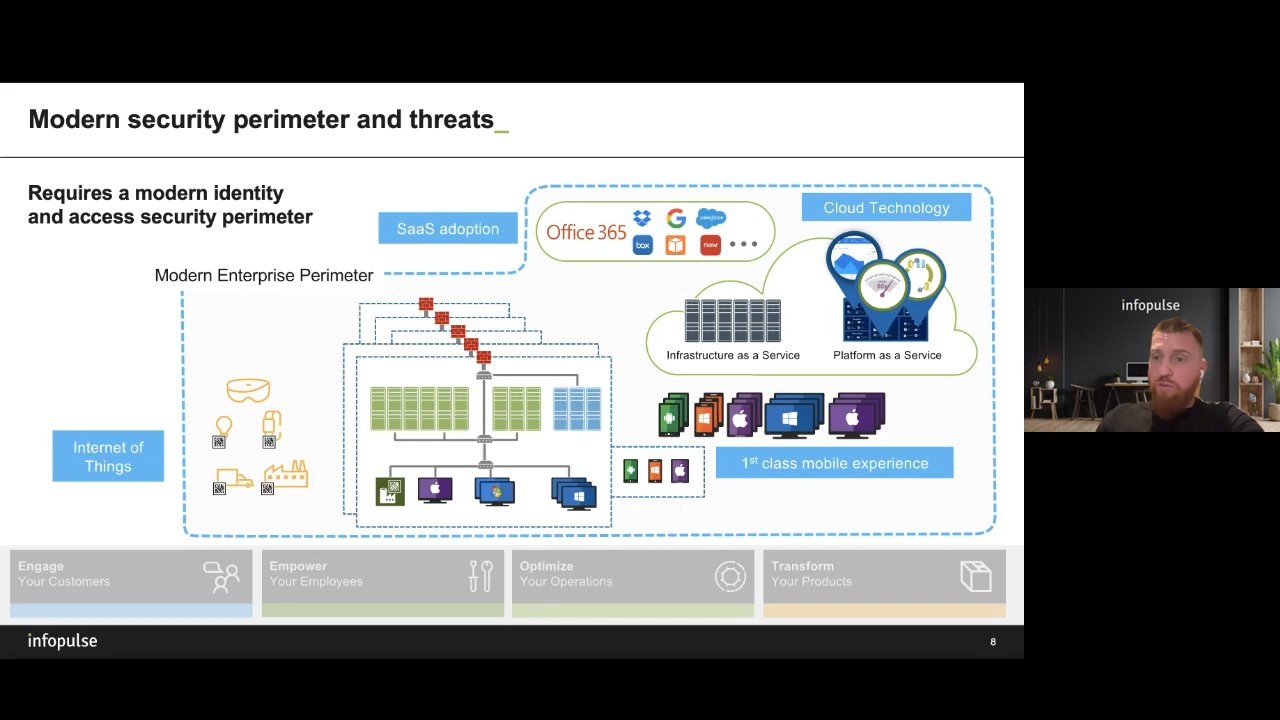 Modern security perimeter and threats_
Requires a modern identity
and access security perimeter
SaaS adoption
Office 365
salesforce
box
now
Cloud Technology
Modern Enterprise Perimeter
Infrastructure as a Service
Platform as a Service
Internet of
Things
1st class mobile experience
Engage
Your Customers
Empower
Your Employees
Optimize
Your Operations
Transform
Your Products
infopulse
8
infopulse